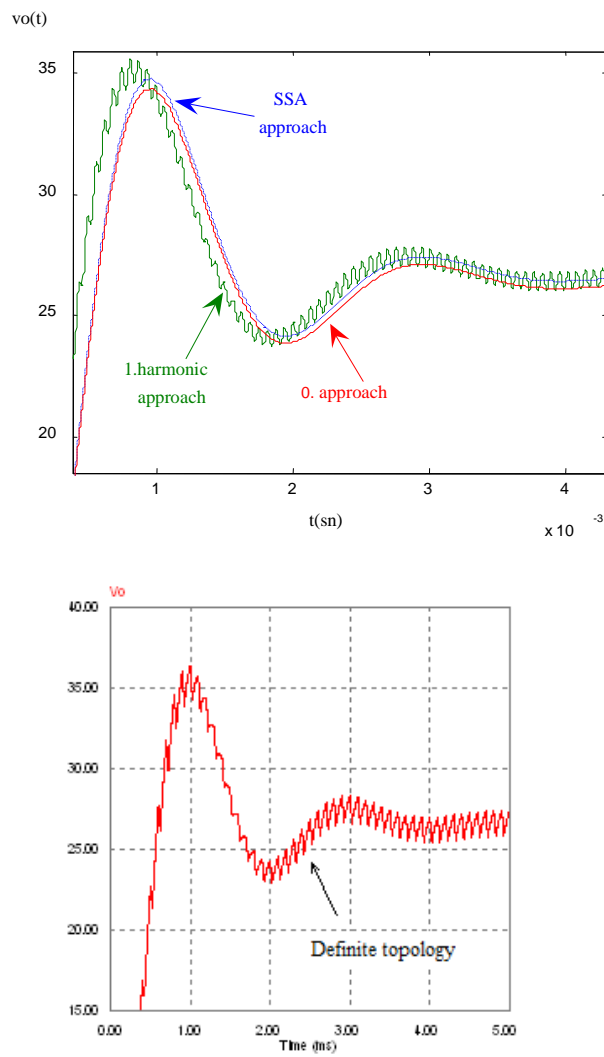 vo(t)
35
SSA
approach
30
25
1.harmonic
approach
0. approach
20
1
2
3
4
t(sn)
x 10
-3
Vo
40.00
35.00
30.00
25.00
20.00
Definite topology
15.00
0.00
1.00
2.00
3.00
4.00
5.00
Time (ms)